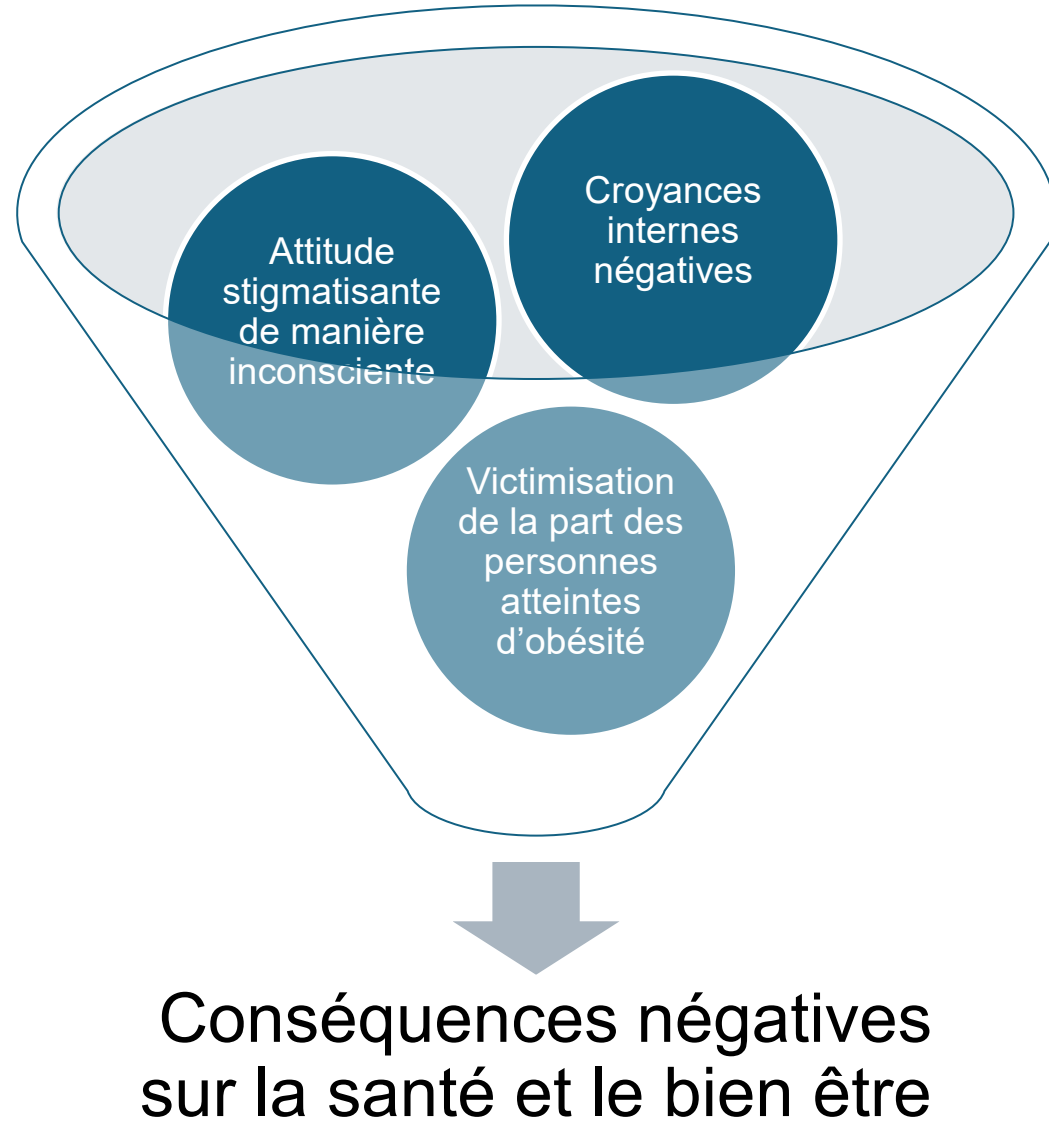 Attitude
stigmatisante
de manière
inconsciente
Croyances
internes
négatives
Victimisation
de la part des
personnes
atteintes
d’obésité
Conséquences négatives
sur la santé et le bien être